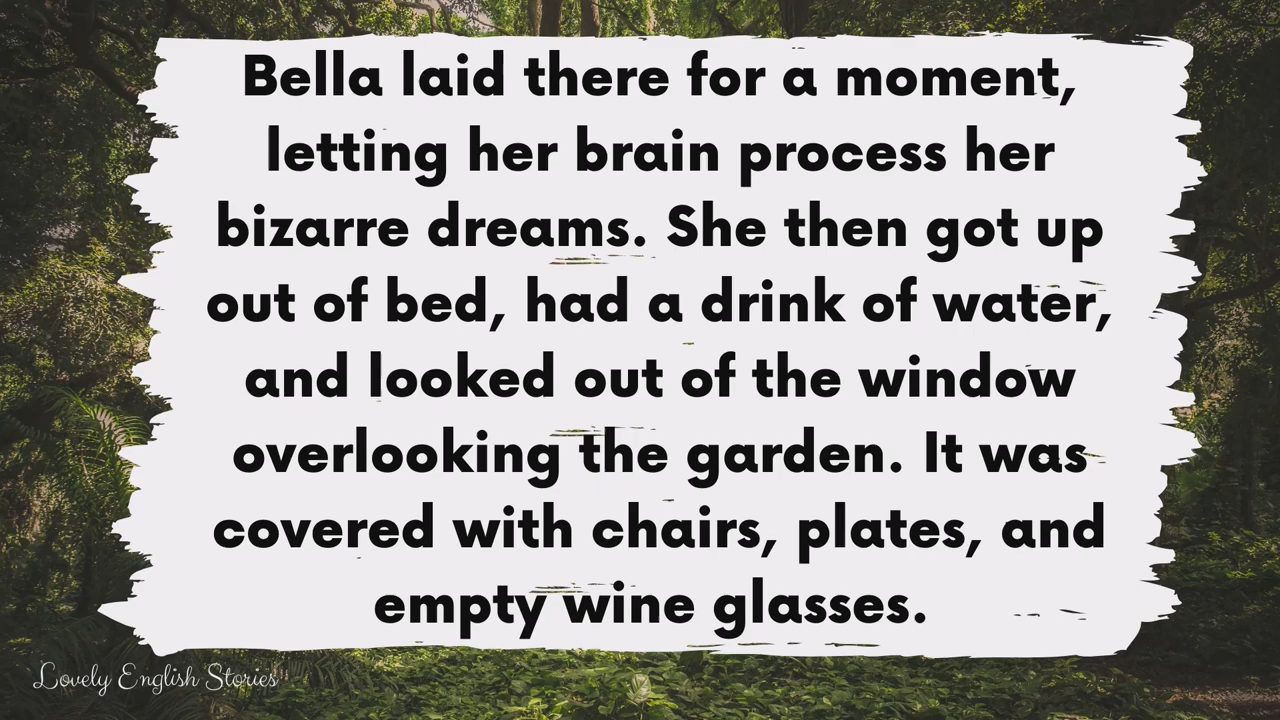 Bella laid there for a moment,
letting her brain process her
bizarre dreams. She then got up
out of bed, had a drink of water,
and looked out of the window
overlooking the garden. It was
covered with chairs, plates, and
empty wine glasses.
Lovely English Stories